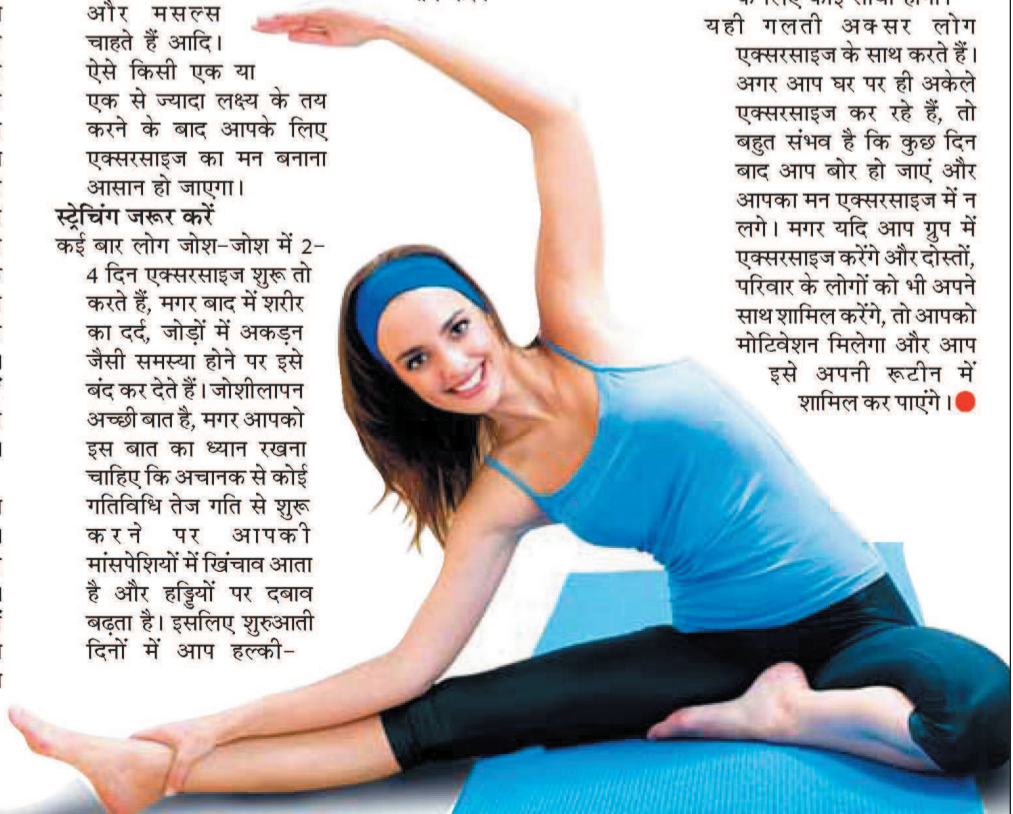 और मसल्स
चाहते हैं आदि।
ऐसे किसी एक या
एक से ज्यादा लक्ष्य के तय
करने के बाद आपके लिए
एक्सरसाइज का मन बनाना
आसान हो जाएगा।
स्ट्रेचिंग जरूर करें
कई बार लोग जोश-जोश में 2-
4 दिन एक्सरसाइज शुरू तो
करते हैं, मगर बाद में शरीर
का दर्द, जोड़ों में अकड़न
जैसी समस्या होने पर इसे
बंद कर देते हैं। जोशीलापन
अच्छी बात है, मगर आपको
इस बात का ध्यान रखना
चाहिए कि अचानक से कोई
गतिविधि तेज गति से शुरू
करने पर आपकी
मांसपेशियों में खिंचाव आता
है और हड्डियों पर दबाव
बढ़ता है। इसलिए शुरुआती
दिनों में आप हल्की-
यही गलती अक्सर लोग
एक्सरसाइज के साथ करते हैं।
अगर आप घर पर ही अकेले
एक्सरसाइज कर रहे हैं, तो
बहुत संभव है कि कुछ दिन
बाद आप बोर हो जाएं और
आपका मन एक्सरसाइज में न
लगे। मगर यदि आप ग्रुप में
एक्सरसाइज करेंगे और दोस्तों,
परिवार के लोगों को भी अपने
साथ शामिल करेंगे, तो आपको
मोटिवेशन मिलेगा और आप
इसे अपनी रूटीन में
शामिल कर पाएंगे।